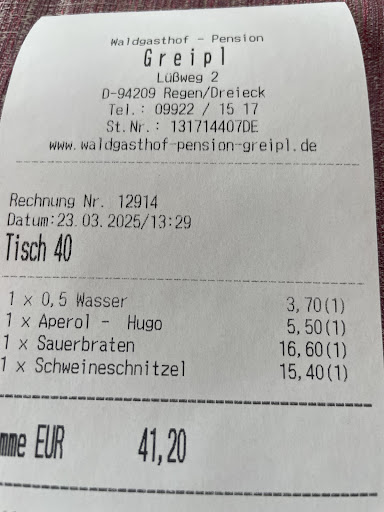 Waldgasthof - Pension
Greipl
Lüßweg 2
D-94209 Regen/Dreieck
Tel.: 09922 / 15 17
St.Nr.: 131714407DE
www.waldgasthof-pension-greipl.de
Rechnung Nr. 12914
Datum:23.03.2025/13:29
Tisch 40
1 x 0,5 Wasser 3,70(1)
1 x Aperol - Hugo 5,50(1)
1 x Sauerbraten 16,60(1)
1 x Schweineschnitzel 15,40(1)
mme EUR 41,20